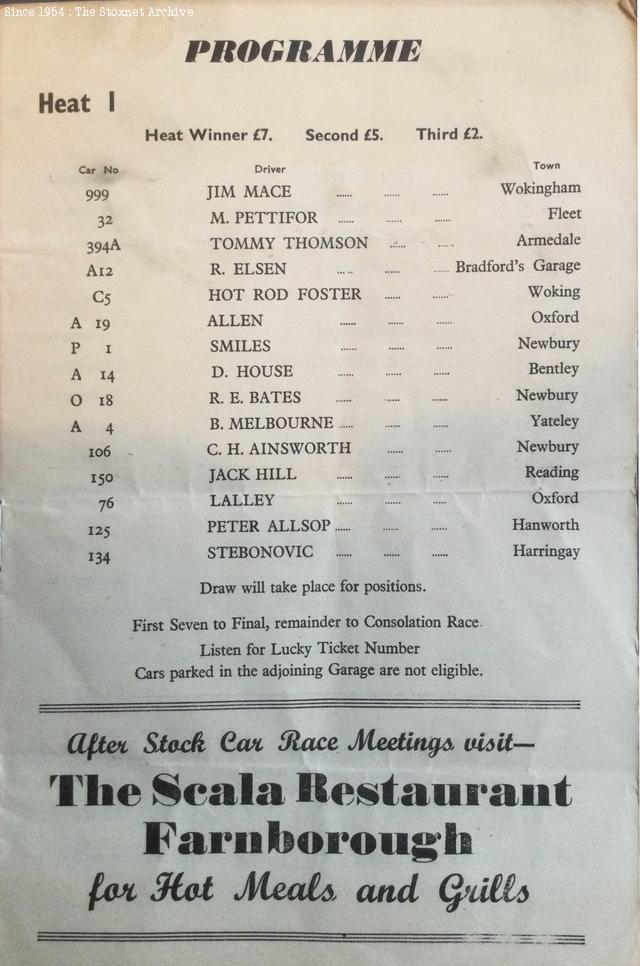 Since 1954 : The Stoxnet Archive
PROGRAMME
Heat 1
Heat Winner £7. Second £5. Third £2.
Car No Driver Town
999 JIM MACE ...... ...... ...... Wokingham
32 M. PETTIFOR ...... ...... ...... Fleet
394A TOMMY THOMSON ...... ...... Armedale
A12 R. ELSEN ...... ...... ...... Bradford's Garage
C5 HOT ROD FOSTER ...... ...... Woking
A 19 ALLEN ...... ...... ...... Oxford
P 1 SMILES ...... ...... ...... Newbury
A 14 D. HOUSE ...... ...... ...... Bentley
O 18 R. E. BATES ...... ...... ...... Newbury
A 4 B. MELBOURNE ...... ...... ...... Yateley
106 C. H. AINSWORTH ...... ...... Newbury
150 JACK HILL ...... ...... ...... Reading
76 LALLEY ...... ...... ...... Oxford
125 PETER ALLSOP ...... ...... ...... Hanworth
134 STEBONOVIC ...... ...... ...... Harringay
Draw will take place for positions.
First Seven to Final, remainder to Consolation Race.
Listen for Lucky Ticket Number
Cars parked in the adjoining Garage are not eligible.
After Stock Car Race Meetings visit—
The Scala Restaurant
Farnborough
for Hot Meals and Grills